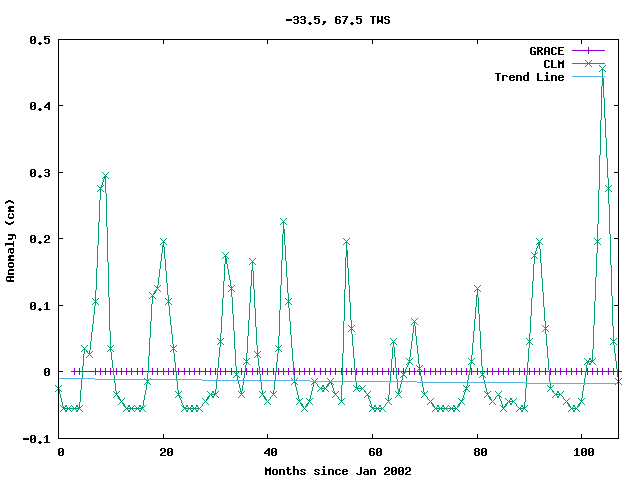 -33.5, 67.5 TWS
GRACE
CLM
Trend Line
0.5
0.4
0.3
0.2
0.1
0
-0.1
Anomaly (cm)
0 20 40 60 80 100
Months since Jan 2002